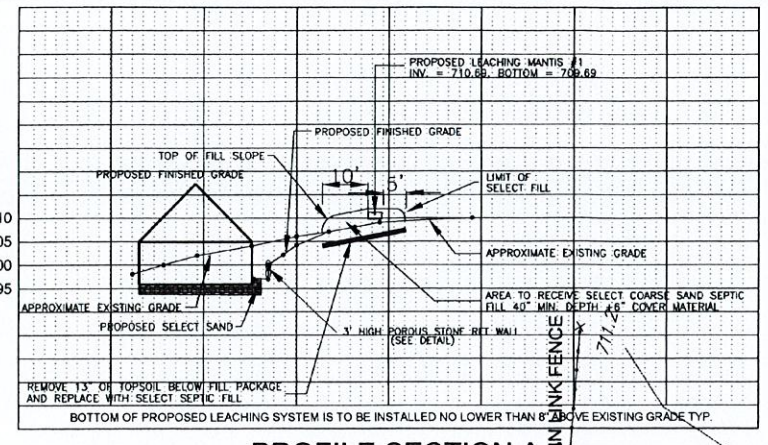 PROPOSED LEACHING MANTIS #1
INV. = 710.69, BOTTOM = 709.69
PROPOSED FINISHED GRADE
TOP OF FILL SLOPE
PROPOSED FINISHED GRADE
10'
5'
LIMIT OF
SELECT FILL
10
05
00
95
APPROXIMATE EXISTING GRADE
APPROXIMATE EXISTING GRADE
AREA TO RECEIVE SELECT COARSE SAND SEPTIC
FILL 40" MIN. DEPTH +6" COVER MATERIAL
PROPOSED SELECT SAND
3' HIGH POROUS STONE RET WALL
(SEE DETAIL)
711.2
N LINK FENCE
REMOVE 13" OF TOPSOIL BELOW FILL PACKAGE
AND REPLACE WITH SELECT SEPTIC FILL
BOTTOM OF PROPOSED LEACHING SYSTEM IS TO BE INSTALLED NO LOWER THAN 8" ABOVE EXISTING GRADE TYP.
PROFILE SECTION A